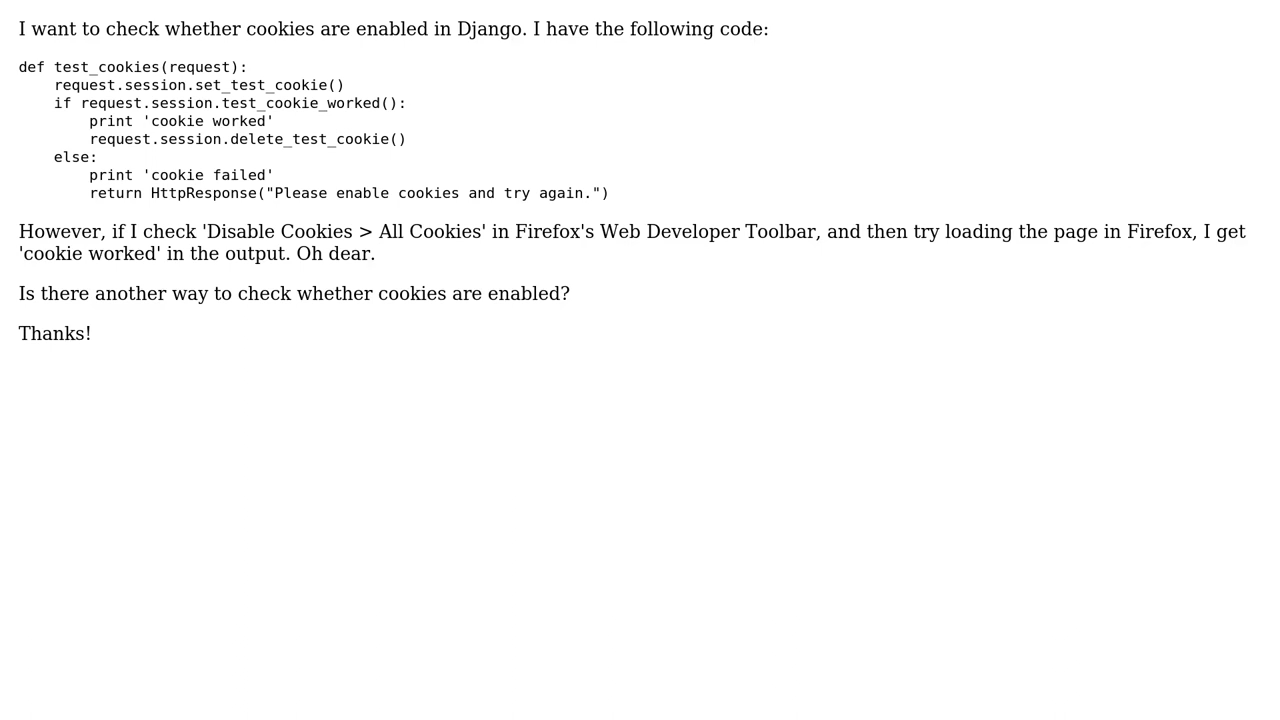 I want to check whether cookies are enabled in Django. I have the following code:
def test_cookies(request):
    request.session.set_test_cookie()
    if request.session.test_cookie_worked():
        print 'cookie worked'
        request.session.delete_test_cookie()
    else:
        print 'cookie failed'
        return HttpResponse("Please enable cookies and try again.")
However, if I check 'Disable Cookies > All Cookies' in Firefox's Web Developer Toolbar, and then try loading the page in Firefox, I get
'cookie worked' in the output. Oh dear.
Is there another way to check whether cookies are enabled?
Thanks!